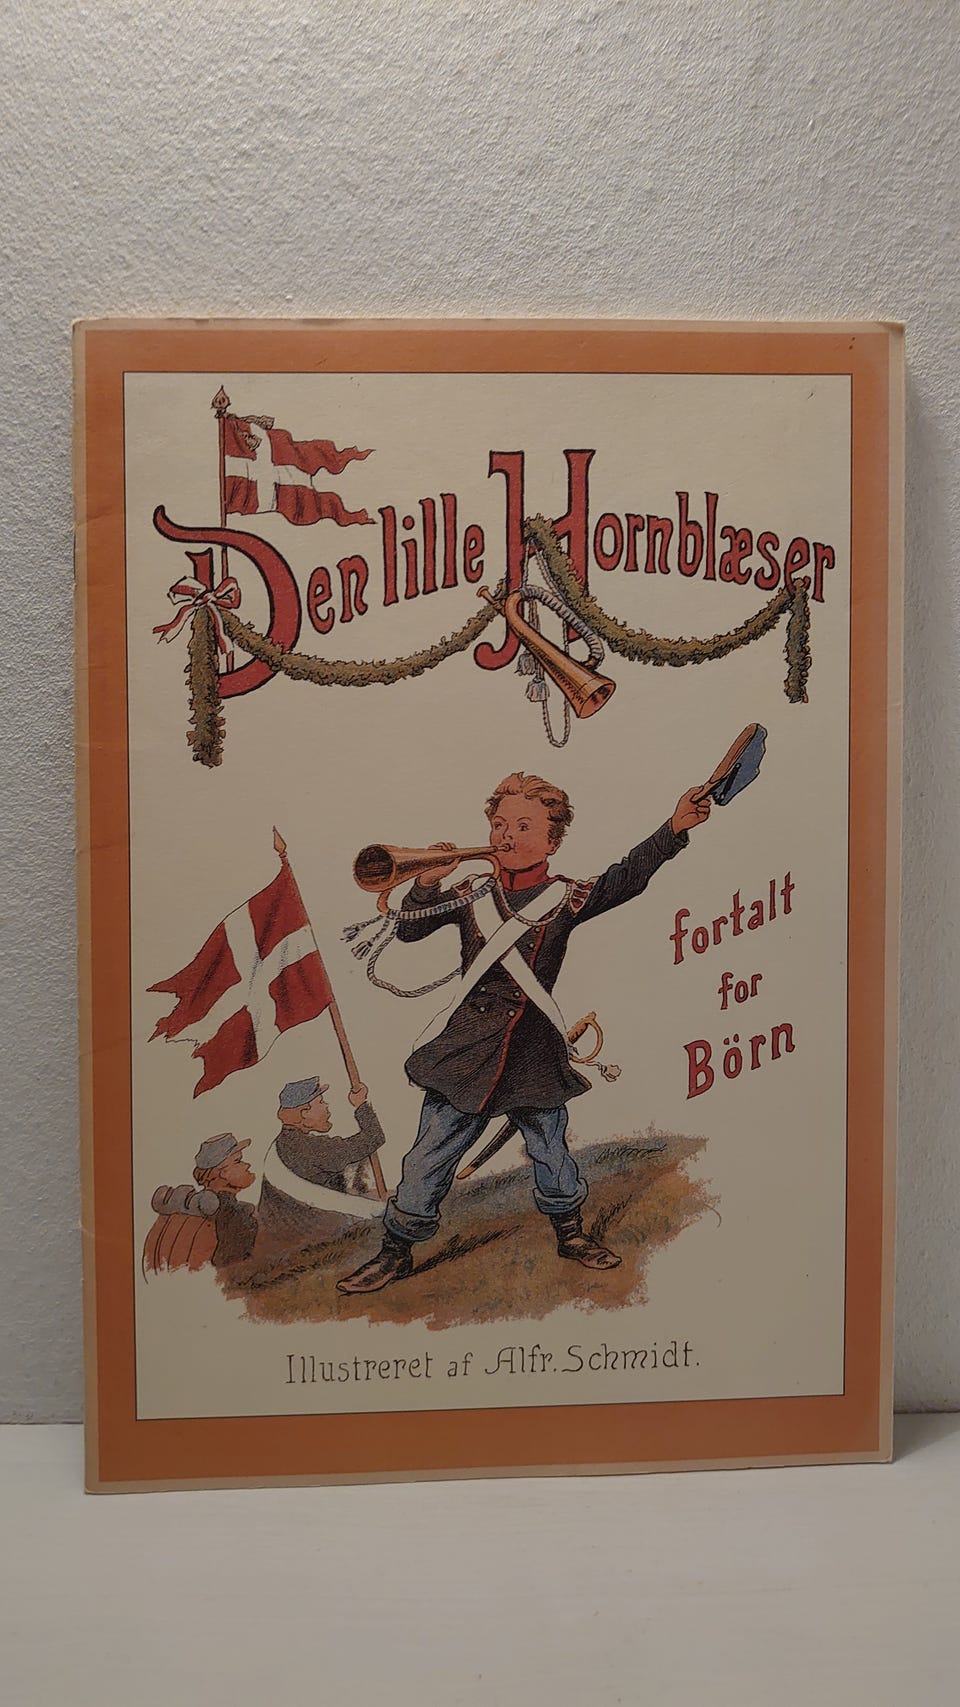 Den lille Hornblæser
fortalt
for
Börn
Illustreret af Alfr. Schmidt.